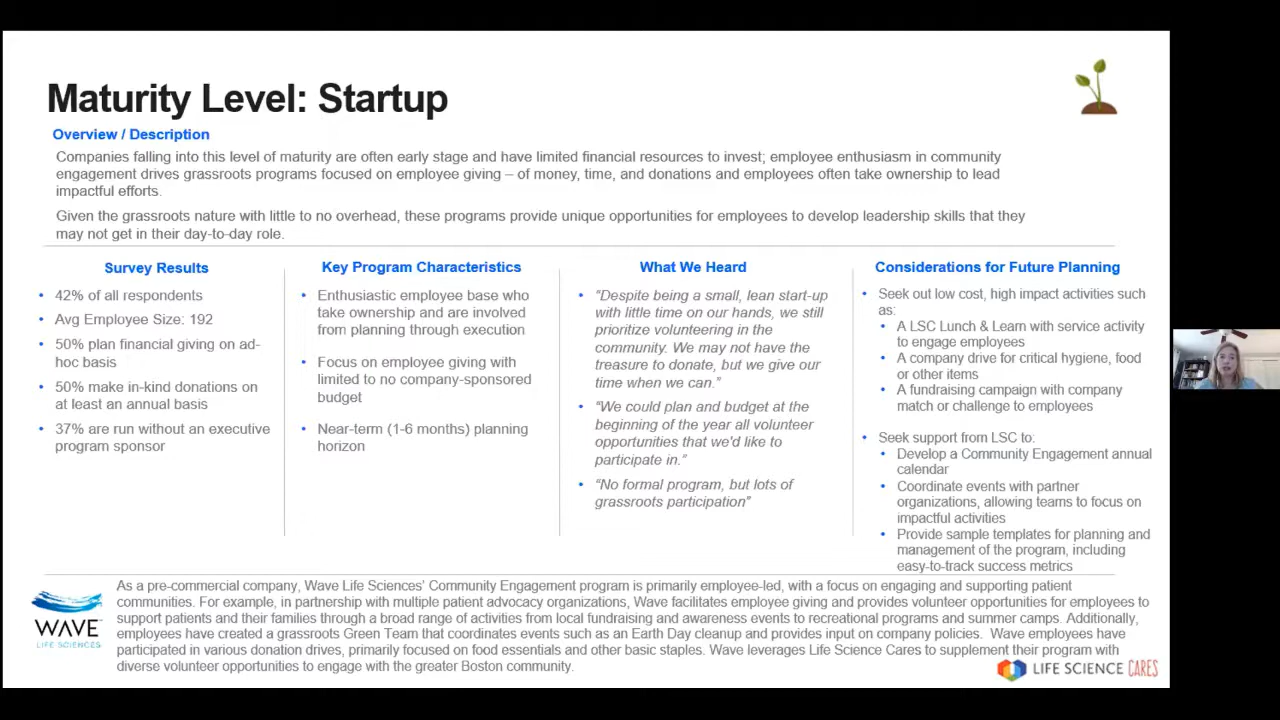 Maturity Level: Startup
Overview / Description
Companies falling into this level of maturity are often early stage and have limited financial resources to invest; employee enthusiasm in community
engagement drives grassroots programs focused on employee giving – of money, time, and donations and employees often take ownership to lead
impactful efforts.
Given the grassroots nature with little to no overhead, these programs provide unique opportunities for employees to develop leadership skills that they
may not get in their day-to-day role.
Survey Results
• 42% of all respondents
• Avg Employee Size: 192
• 50% plan financial giving on ad-
hoc basis
• 50% make in-kind donations on
at least an annual basis
• 37% are run without an executive
program sponsor
Key Program Characteristics
• Enthusiastic employee base who
take ownership and are involved
from planning through execution
• Focus on employee giving with
limited to no company-sponsored
budget
• Near-term (1-6 months) planning
horizon
What We Heard
• “Despite being a small, lean start-up
with little time on our hands, we still
prioritize volunteering in the
community. We may not have the
treasure to donate, but we give our
time when we can.”
• “We could plan and budget at the
beginning of the year all volunteer
opportunities that we'd like to
participate in.”
• “No formal program, but lots of
grassroots participation”
Considerations for Future Planning
• Seek out low cost, high impact activities such
as:
• A LSC Lunch & Learn with service activity
to engage employees
• A company drive for critical hygiene, food
or other items
• A fundraising campaign with company
match or challenge to employees
• Seek support from LSC to:
• Develop a Community Engagement annual
calendar
• Coordinate events with partner
organizations, allowing teams to focus on
impactful activities
• Provide sample templates for planning and
management of the program, including
easy-to-track success metrics
WAVE
LIFE SCIENCES
As a pre-commercial company, Wave Life Sciences’ Community Engagement program is primarily employee-led, with a focus on engaging and supporting patient
communities. For example, in partnership with multiple patient advocacy organizations, Wave facilitates employee giving and provides volunteer opportunities for employees to
support patients and their families through a broad range of activities from local fundraising and awareness events to recreational programs and summer camps. Additionally,
employees have created a grassroots Green Team that coordinates events such as an Earth Day cleanup and provides input on company policies. Wave employees have
participated in various donation drives, primarily focused on food essentials and other basic staples. Wave leverages Life Science Cares to supplement their program with
diverse volunteer opportunities to engage with the greater Boston community.
LIFE SCIENCE CARES